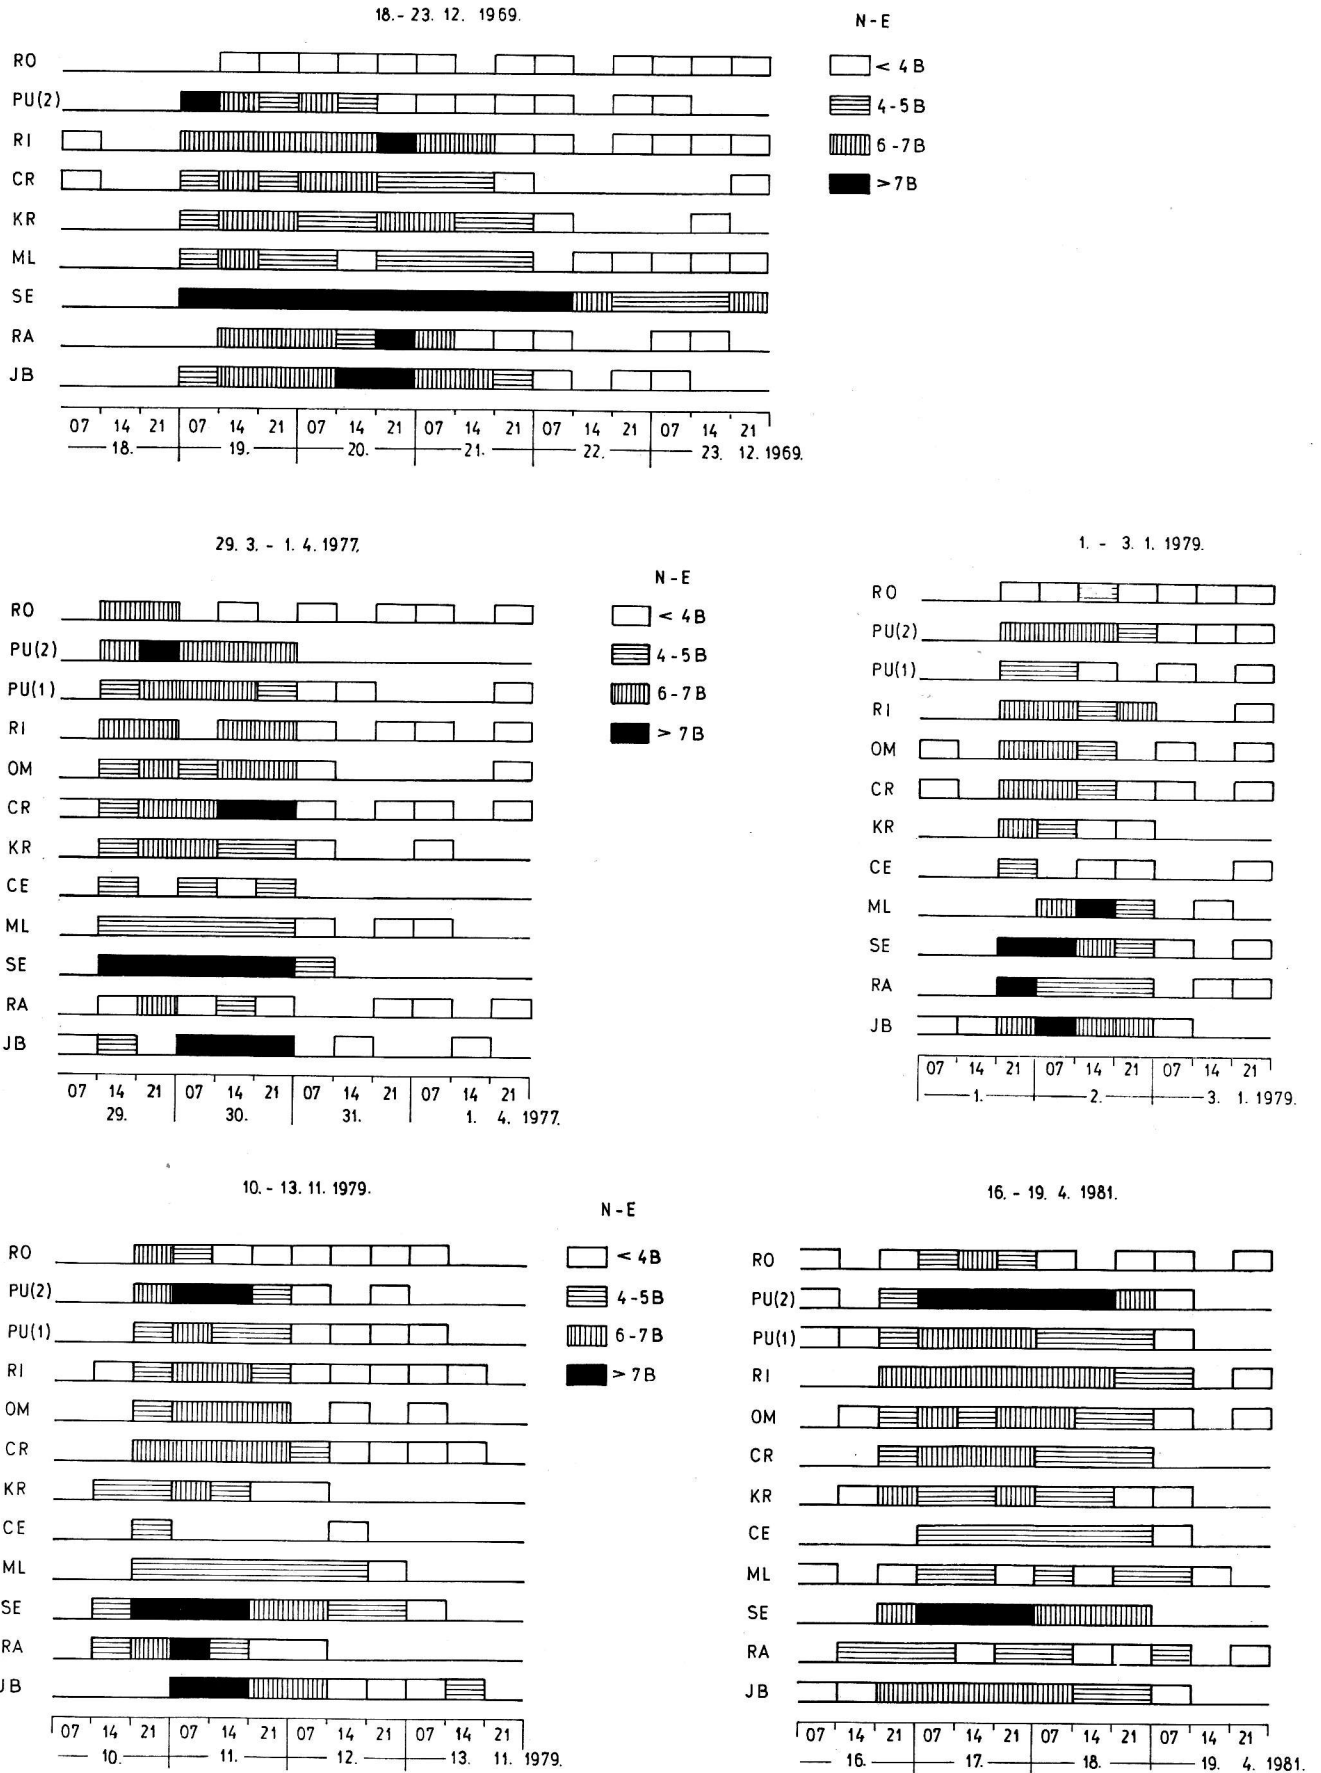 18.- 23. 12. 1969.
N-E
RO
< 4B
PU(2)
4-5B
RI
6-7B
CR
> 7B
KR
ML
SE
RA
JB
07 14 21 07 14 21 07 14 21 07 14 21 07 14 21 07 14 21
18. 19. 20. 21. 22. 23. 12. 1969.
29. 3. - 1. 4. 1977.
N-E
RO
< 4B
PU(2)
4-5B
PU(1)
6-7B
RI
> 7B
OM
CR
KR
CE
ML
SE
RA
JB
07 14 21 07 14 21 07 14 21 07 14 21
29. 30. 31. 1. 4. 1977.
1. - 3. 1. 1979.
RO
PU(2)
PU(1)
RI
OM
CR
KR
CE
ML
SE
RA
JB
07 14 21 07 14 21 07 14 21
1. 2. 3. 1. 1979.
10. - 13. 11. 1979.
N-E
RO
< 4B
PU(2)
4-5B
PU(1)
6-7B
RI
> 7B
OM
CR
KR
CE
ML
SE
RA
JB
07 14 21 07 14 21 07 14 21 07 14 21
10. 11. 12. 13. 11. 1979.
16. - 19. 4. 1981.
RO
PU(2)
PU(1)
RI
OM
CR
KR
CE
ML
SE
RA
JB
07 14 21 07 14 21 07 14 21 07 14 21
16. 17. 18. 19. 4. 1981.